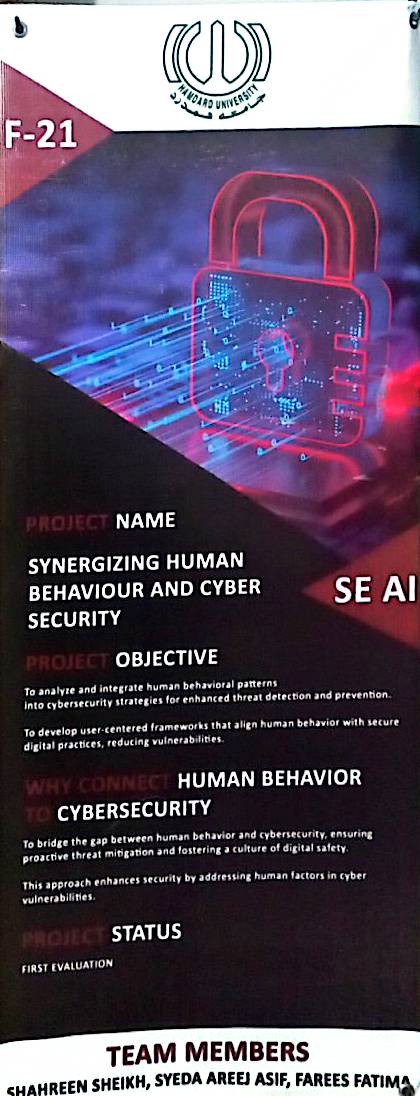 HAMDARD UNIVERSITY
جامعه همدرد
F-21
PROJECT NAME
SYNERGIZING HUMAN
BEHAVIOUR AND CYBER
SECURITY
SE AI
PROJECT OBJECTIVE
To analyze and integrate human behavioral patterns
into cybersecurity strategies for enhanced threat detection and prevention.
To develop user-centered frameworks that align human behavior with secure
digital practices, reducing vulnerabilities.
WHY CONNECT HUMAN BEHAVIOR
TO CYBERSECURITY
To bridge the gap between human behavior and cybersecurity, ensuring
proactive threat mitigation and fostering a culture of digital safety.
This approach enhances security by addressing human factors in cyber
vulnerabilities.
PROJECT STATUS
FIRST EVALUATION
TEAM MEMBERS
SHAHREEN SHEIKH, SYEDA AREEJ ASIF, FAREES FATIMA